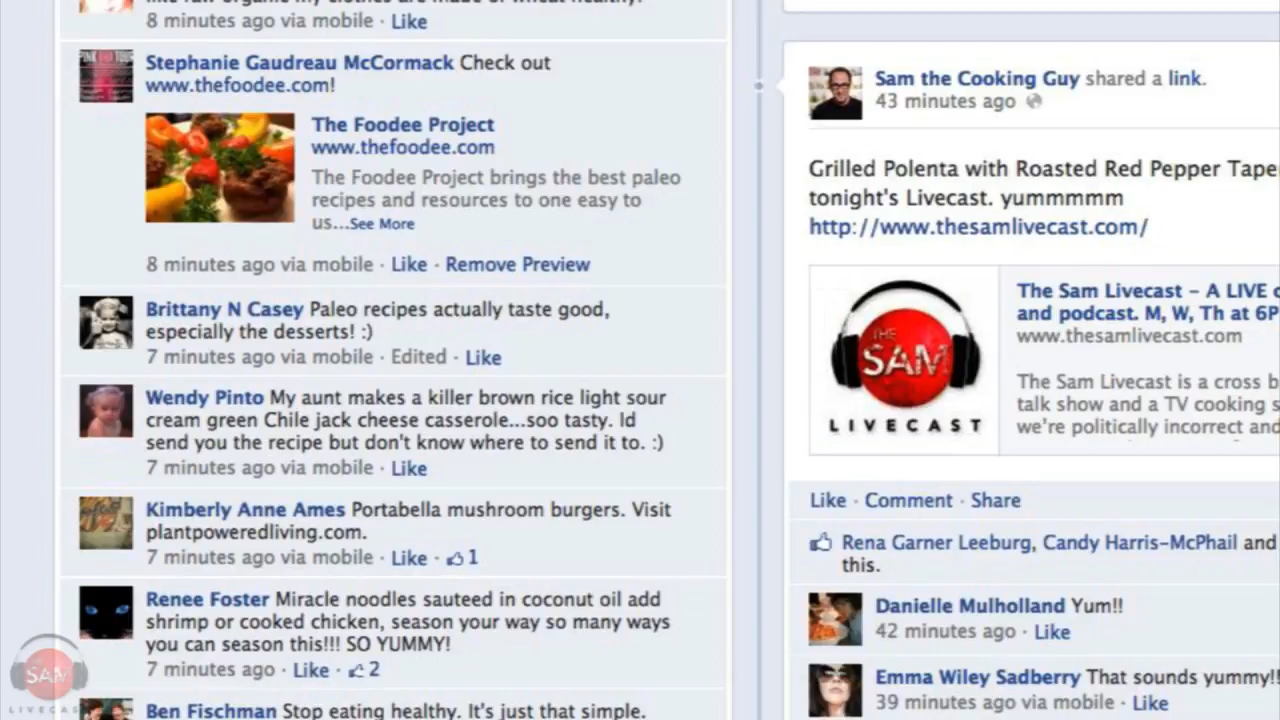 8 minutes ago via mobile · Like
Stephanie Gaudreau McCormack Check out
www.thefoodee.com!
The Foodee Project
www.thefoodee.com
The Foodee Project brings the best paleo
recipes and resources to one easy to
us...See More
8 minutes ago via mobile · Like · Remove Preview
Brittany N Casey Paleo recipes actually taste good,
especially the desserts! :)
7 minutes ago via mobile · Edited · Like
Wendy Pinto My aunt makes a killer brown rice light sour
cream green Chile jack cheese casserole...soo tasty. Id
send you the recipe but don't know where to send it to. :)
7 minutes ago via mobile · Like
Kimberly Anne Ames Portabella mushroom burgers. Visit
plantpoweredliving.com.
7 minutes ago via mobile · Like · 1
Renee Foster Miracle noodles sauteed in coconut oil add
shrimp or cooked chicken, season your way so many ways
you can season this!!! SO YUMMY!
7 minutes ago · Like · 2
Ben Fischman Stop eating healthy. It's just that simple.
Sam the Cooking Guy shared a link.
43 minutes ago
Grilled Polenta with Roasted Red Pepper Tape
tonight's Livecast. yummmmm
http://www.thesamlivecast.com/
THE
SAM
LIVECAST
The Sam Livecast – A LIVE
and podcast. M, W, Th at 6P
www.thesamlivecast.com
The Sam Livecast is a cross b
talk show and a TV cooking s
we're politically incorrect and
Like · Comment · Share
Rena Garner Leeburg, Candy Harris-McPhail and
this.
Danielle Mulholland Yum!!
42 minutes ago · Like
Emma Wiley Sadberry That sounds yummy!!
39 minutes ago via mobile · Like
SAM
LIVECAS